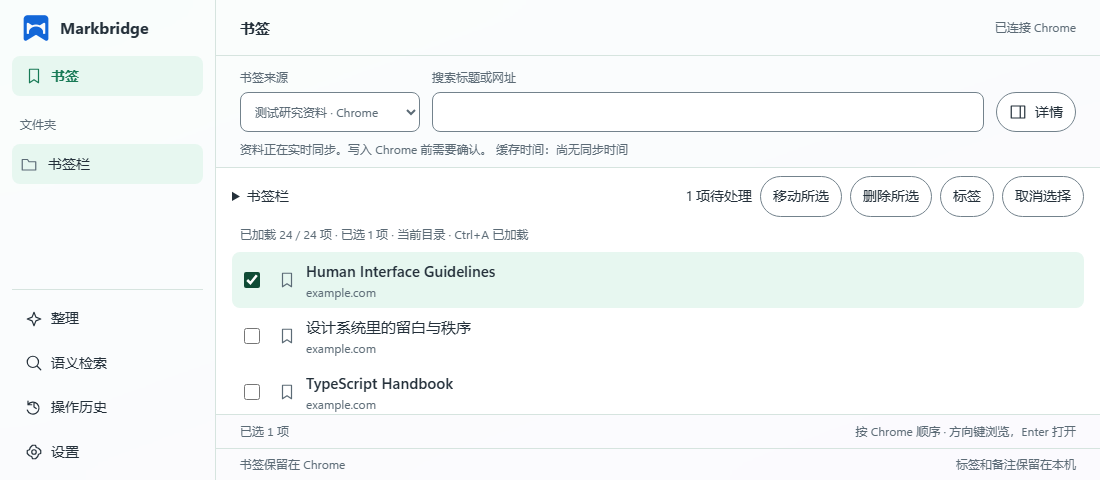 Markbridge
书签
文件夹
书签栏
整理
语义检索
操作历史
设置
书签
已连接 Chrome
书签来源
搜索标题或网址
测试研究资料 · Chrome
详情
资料正在实时同步。写入 Chrome 前需要确认。 缓存时间：尚无同步时间
书签栏
1 项待处理
移动所选
删除所选
标签
取消选择
已加载 24 / 24 项 · 已选 1 项 · 当前目录 · Ctrl+A 已加载
Human Interface Guidelines
example.com
设计系统里的留白与秩序
example.com
TypeScript Handbook
example.com
已选 1 项
按 Chrome 顺序 · 方向键浏览，Enter 打开
书签保留在 Chrome
标签和备注保留在本机